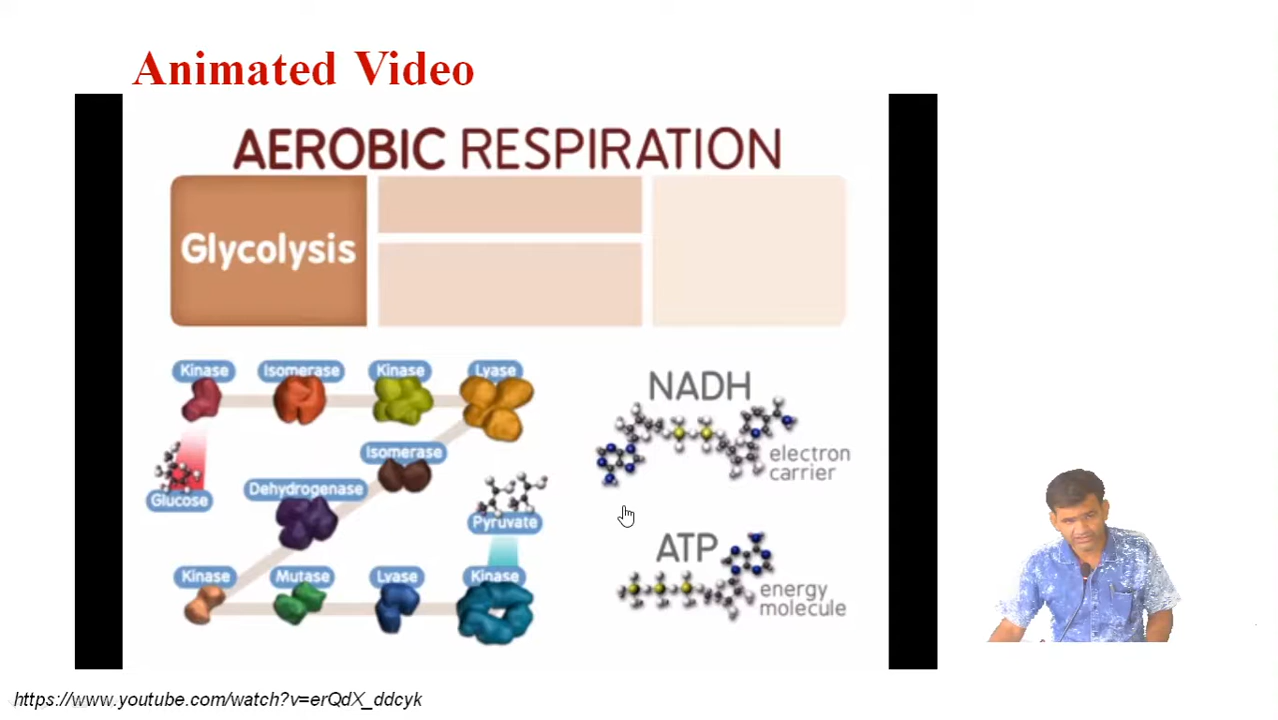 Animated Video
AEROBIC RESPIRATION
Glycolysis
Kinase
Isomerase
Kinase
Lyase
Isomerase
Glucose
Dehydrogenase
Pyruvate
Kinase
Mutase
Lyase
Kinase
NADH
electron
carrier
ATP
energy
molecule
https://www.youtube.com/watch?v=erQdX_ddcyk